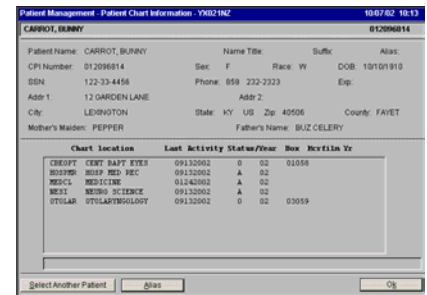 Patient Management - Patient Chart Information - YXB21NZ 10/07/02 10:13
CARROT, BUNNY 012096814
Patient Name: CARROT, BUNNY Name Title: Suffix: Alias:
CPI Number: 012096814 Sex: F Race: W DOB: 10/10/1910
SSN: 122-33-4456 Phone: 859 232-2323 Exp:
Addr 1: 12 GARDEN LANE Addr 2:
City: LEXINGTON State: KY US Zip: 40506 County: FAYET
Mother's Maiden: PEPPER Father's Name: BUZ CELERY
Chart location Last Activity Status/Year Box Mcrfilm Yr
CHEOPT CENT BAPT EYES 09132002 O 02 01058
HOSPMR HOSP MED REC 09132002 A 02
MEDCL MEDICINE 01242002 A 02
NESI NEURO SCIENCE 09132002 A 02
OTOLAR OTOLARYNGOLOGY 09132002 O 02 03059
Select Another Patient Alias Ok